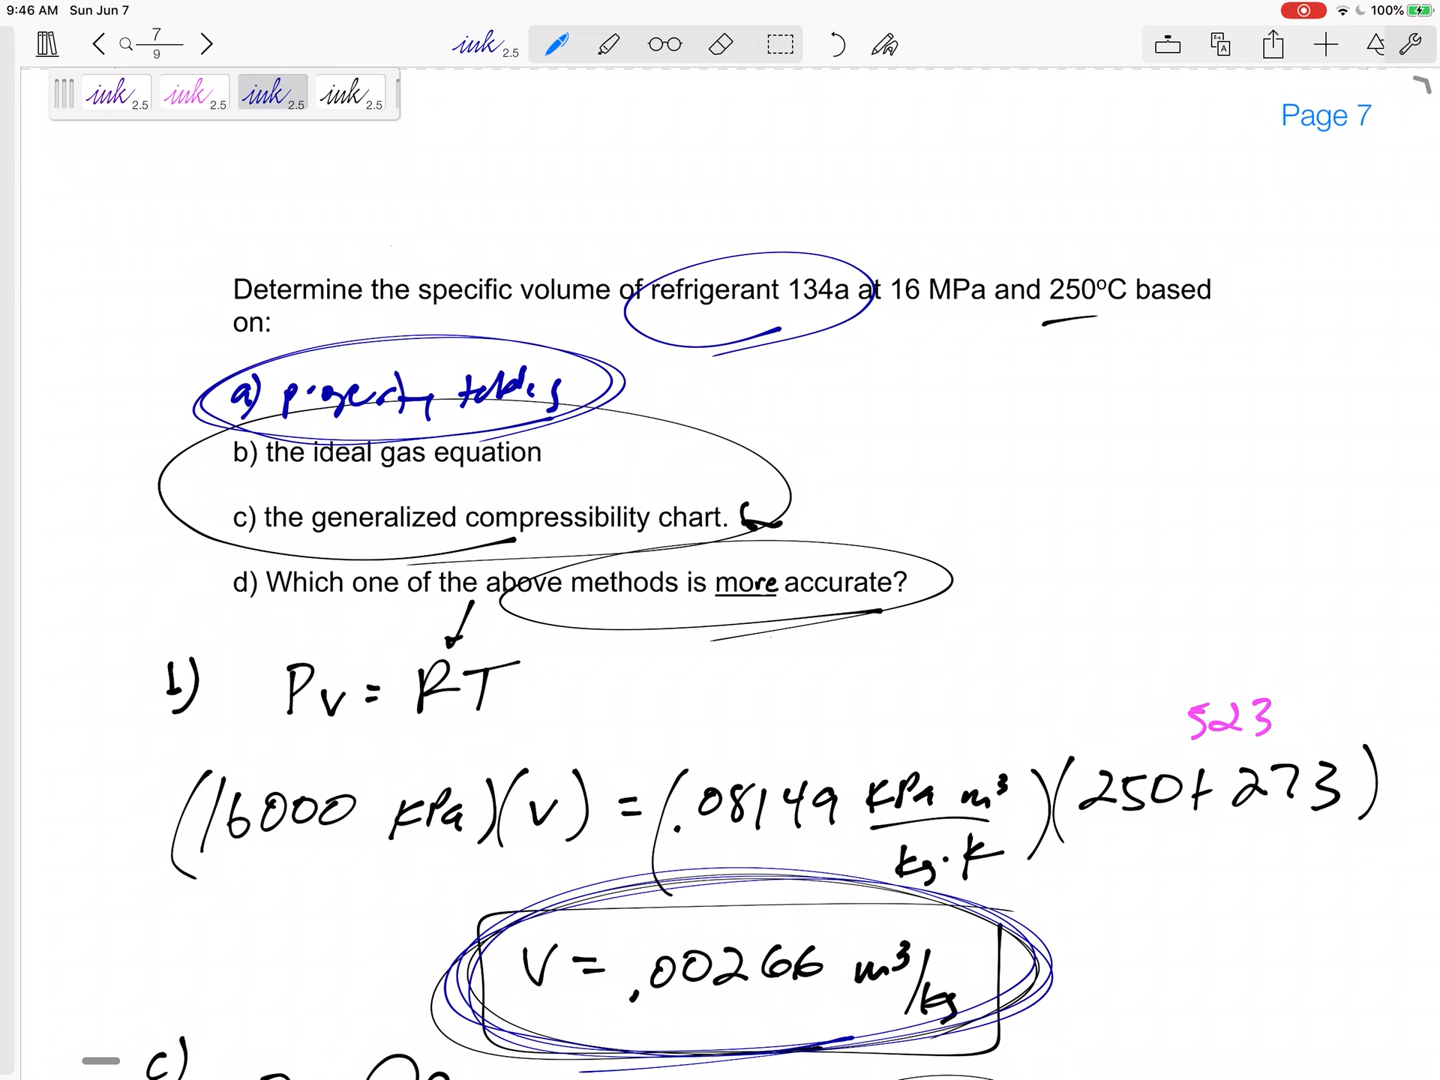 9:46 AM Sun Jun 7
100%
7
9
ink 2.5
ink 2.5
ink 2.5
ink 2.5
ink 2.5
Page 7
Determine the specific volume of refrigerant 134a at 16 MPa and 250°C based
on:
a) property tables
b) the ideal gas equation
c) the generalized compressibility chart.
d) Which one of the above methods is more accurate?
1) Pv = RT
523
(16000 KPa)(v) = (.08149 KPa m³ / kg·K)(250+273)
V = .00266 m³/kg
c)